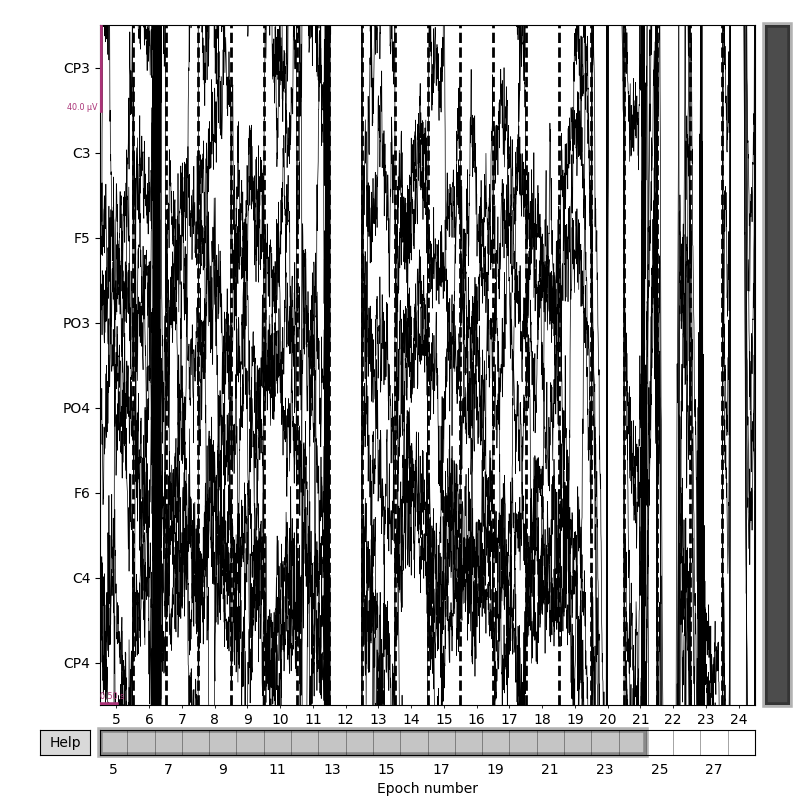 CP3
40.0 µV
C3
F5
PO3
PO4
F6
C4
CP4
5 6 7 8 9 10 11 12 13 14 15 16 17 18 19 20 21 22 23 24
Help
5 7 9 11 13 15 17 19 21 23 25 27
Epoch number